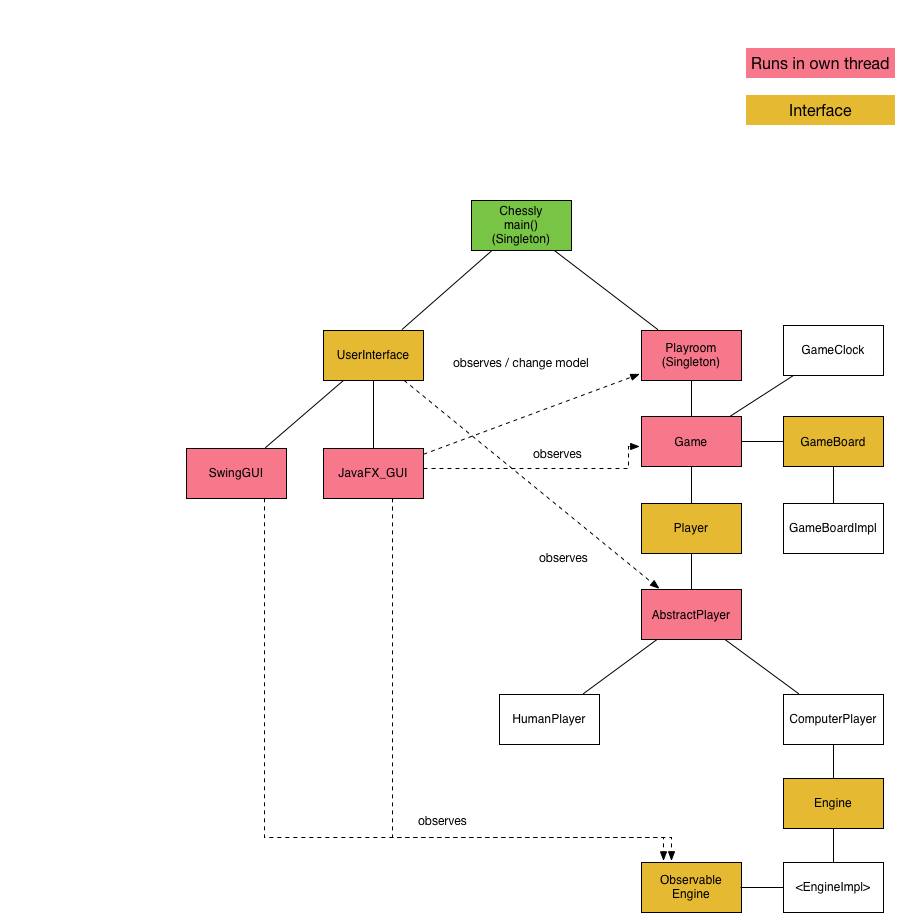 Runs in own thread
Interface
Chessly
main()
(Singleton)
UserInterface
observes / change model
Playroom
(Singleton)
GameClock
SwingGUI
JavaFX_GUI
observes
Game
GameBoard
Player
GameBoardImpl
observes
AbstractPlayer
HumanPlayer
ComputerPlayer
Engine
observes
Observable
Engine
<EngineImpl>